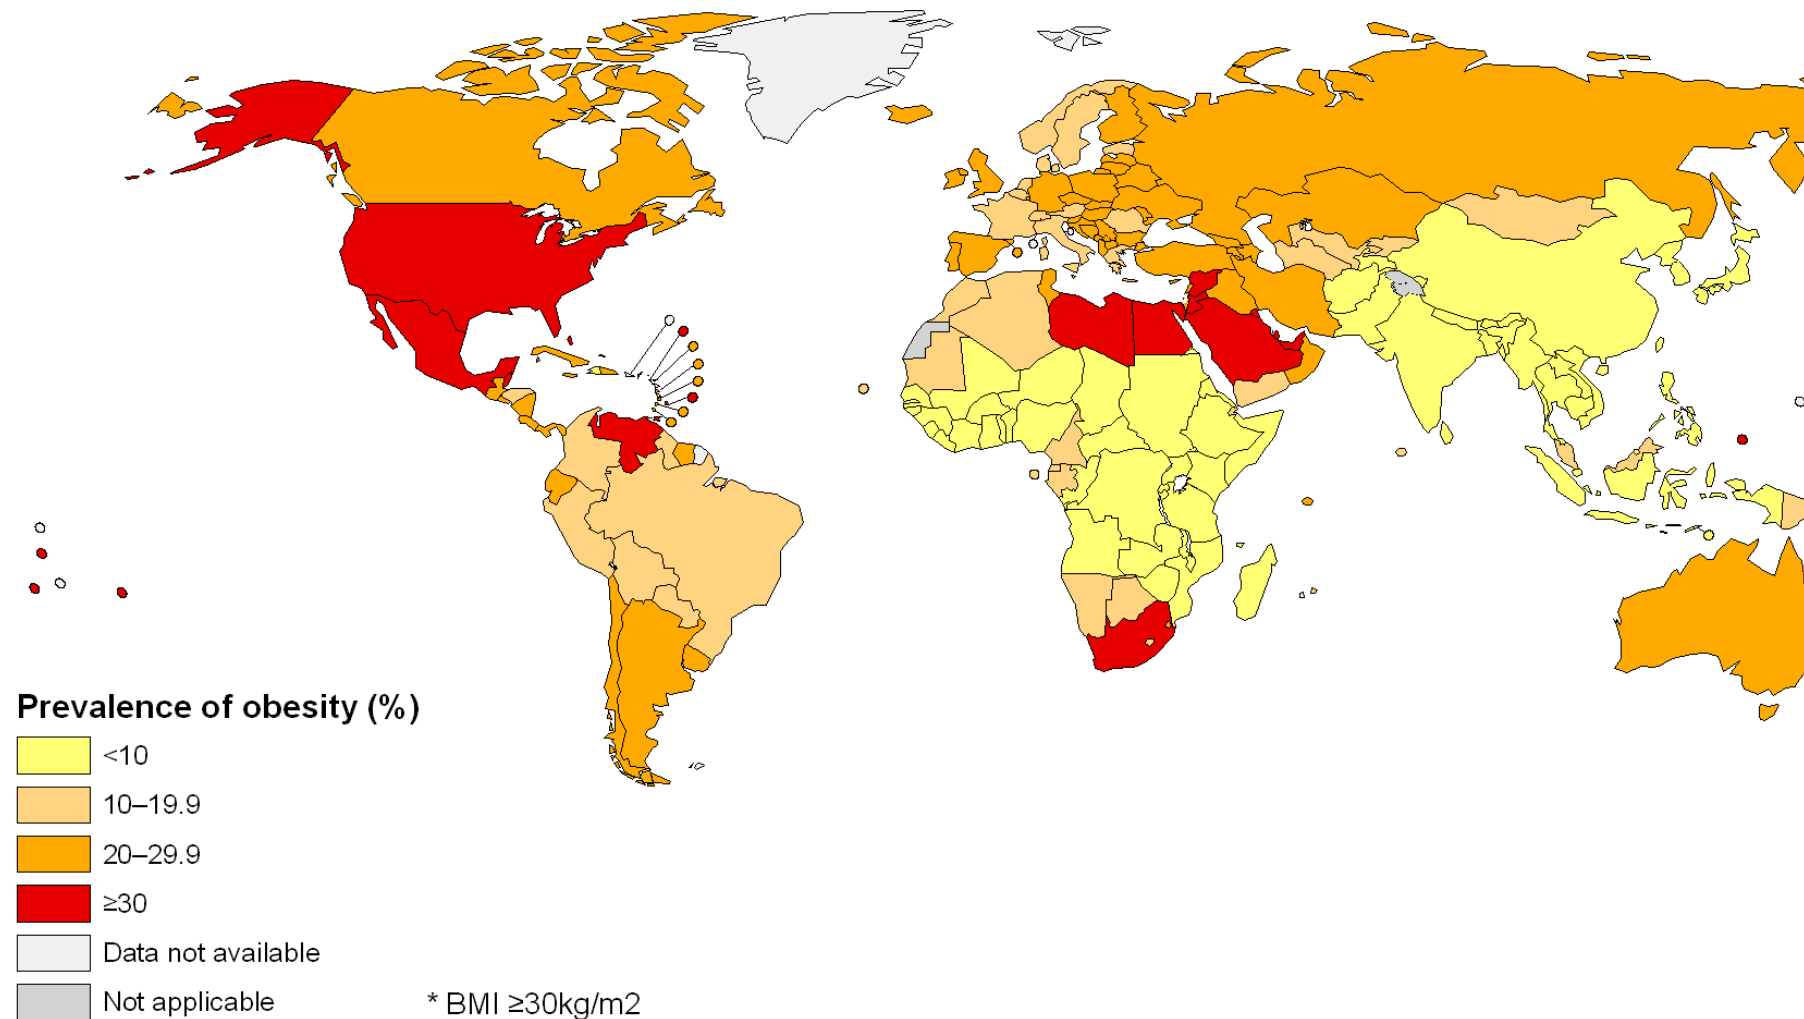 Prevalence of obesity (%)
<10
10–19.9
20–29.9
≥30
Data not available
Not applicable
* BMI ≥30kg/m2